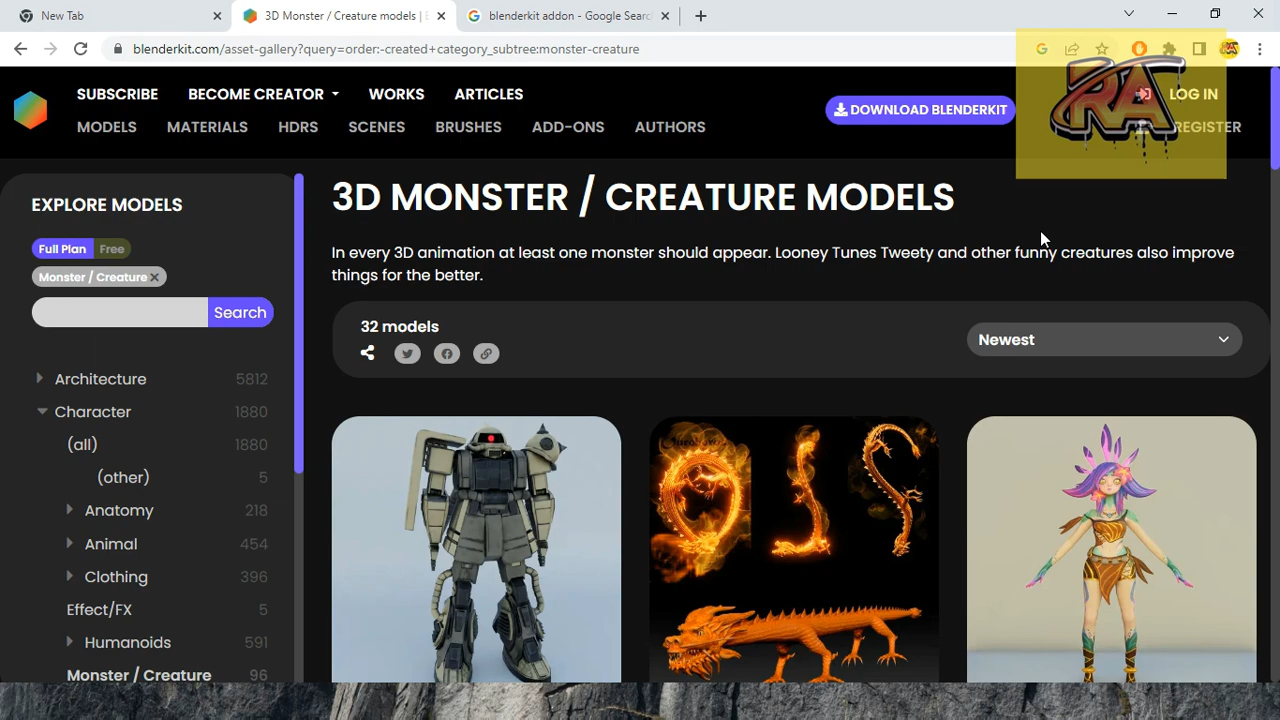 New Tab
3D Monster / Creature models |
blenderkit addon - Google Searc
blenderkit.com/asset-gallery?query=order:-created+category_subtree:monster-creature
SUBSCRIBE BECOME CREATOR WORKS ARTICLES
MODELS MATERIALS HDRS SCENES BRUSHES ADD-ONS AUTHORS
DOWNLOAD BLENDERKIT
LOG IN
REGISTER
RA
EXPLORE MODELS
Full Plan Free
Monster / Creature
Search
Architecture 5812
Character 1880
(all) 1880
(other) 5
Anatomy 218
Animal 454
Clothing 396
Effect/FX 5
Humanoids 591
Monster / Creature 96
3D MONSTER / CREATURE MODELS
In every 3D animation at least one monster should appear. Looney Tunes Tweety and other funny creatures also improve
things for the better.
32 models
Newest